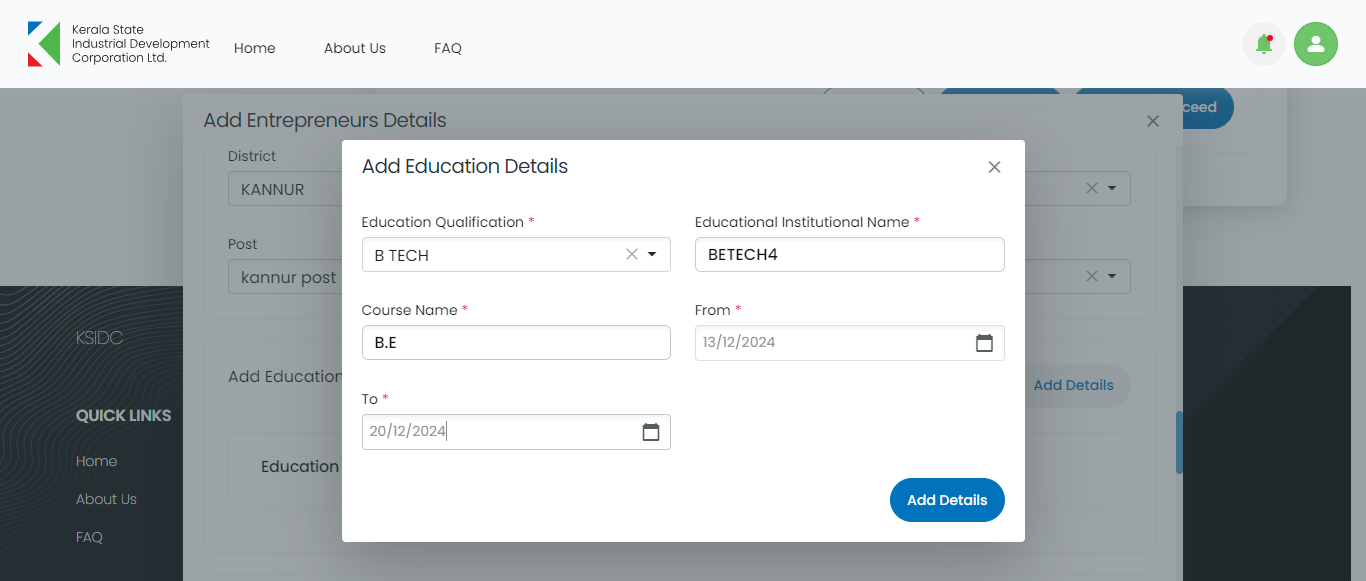 Kerala State
Industrial Development
Corporation Ltd.
Home
About Us
FAQ
ceed
Add Entrepreneurs Details
District
KANNUR
Post
kannur post
Add Education Details
Education Qualification *
Educational Institutional Name *
B TECH
BETECH4
Course Name *
From *
B.E
13/12/2024
To *
20/12/2024
Add Details
Add Education
Add Details
Education
KSIDC
QUICK LINKS
Home
About Us
FAQ